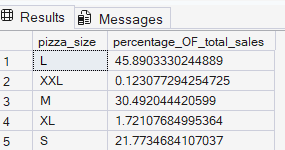 Results Messages
pizza_size percentage_OF_total_sales
1 L 45.8903330244889
2 XXL 0.123077294254725
3 M 30.492044420599
4 XL 1.72107684995364
5 S 21.7734684107037